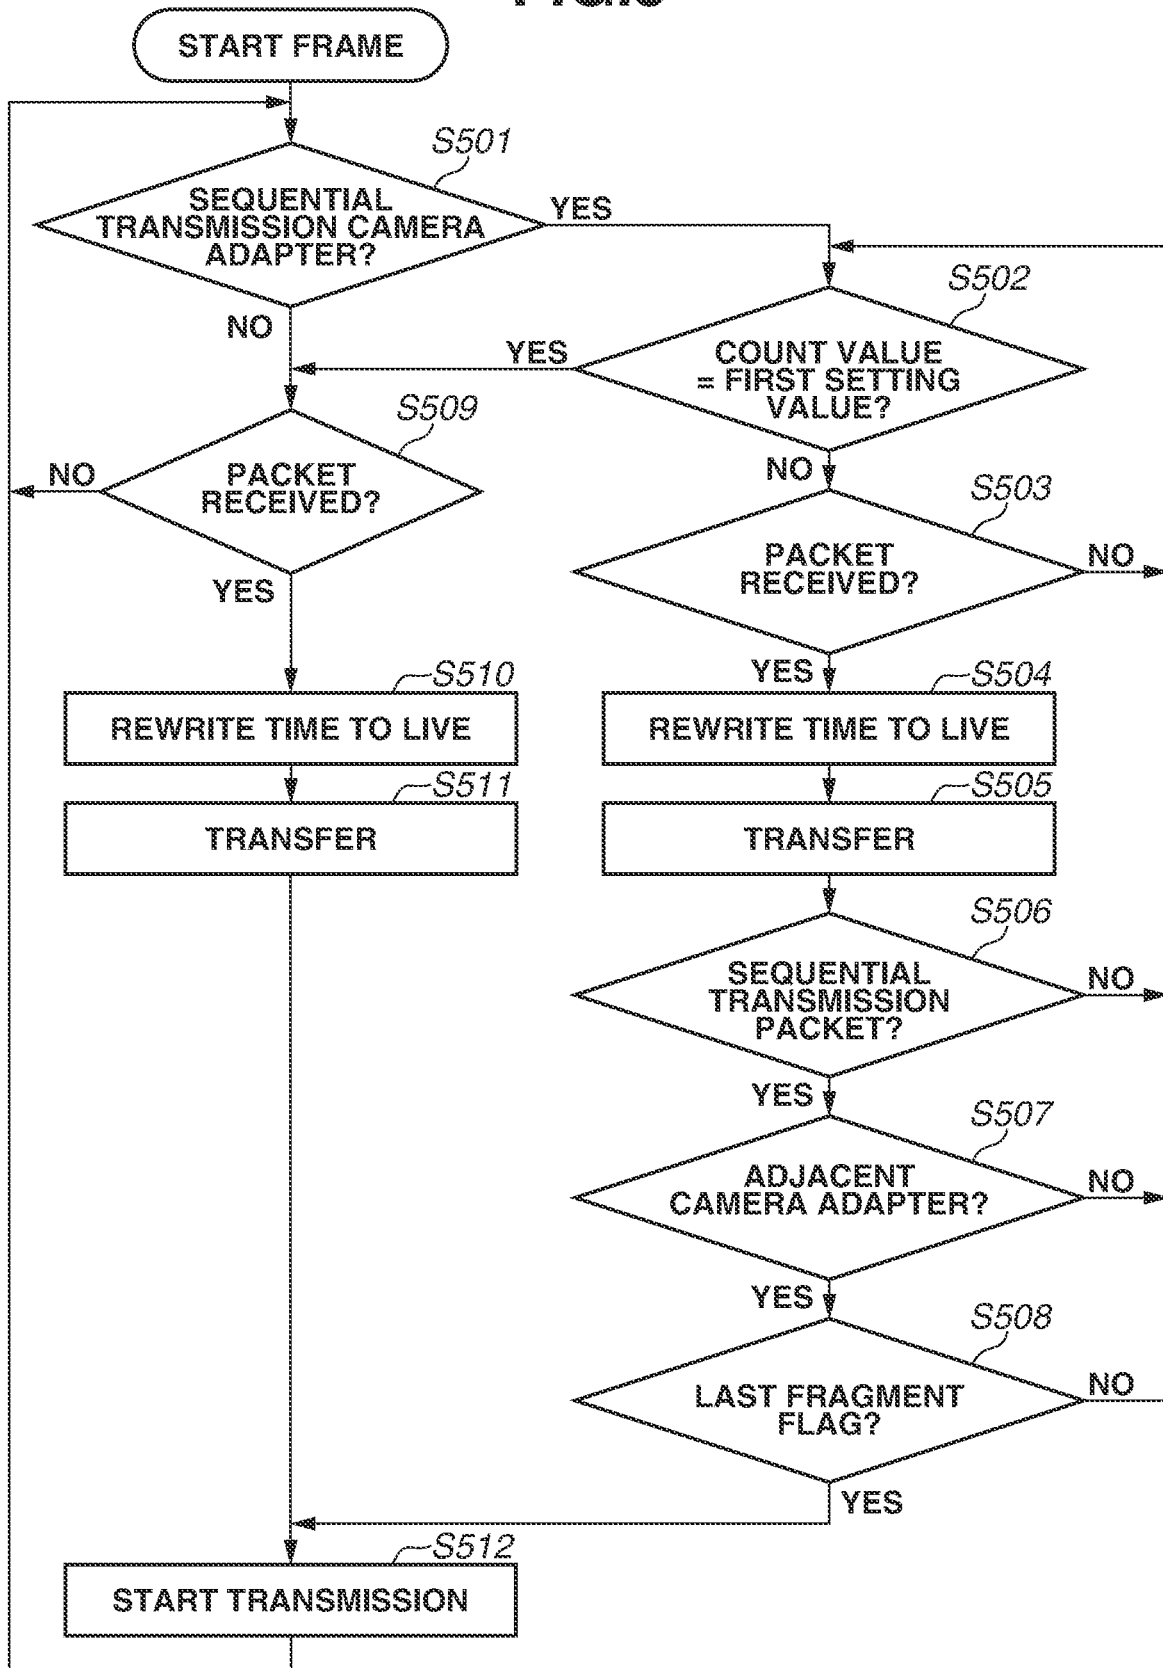 START FRAME
S501
SEQUENTIAL
TRANSMISSION CAMERA
ADAPTER?
YES
NO
S502
COUNT VALUE
= FIRST SETTING
VALUE?
YES
NO
S509
PACKET
RECEIVED?
NO
YES
S503
PACKET
RECEIVED?
NO
YES
S510
REWRITE TIME TO LIVE
S504
REWRITE TIME TO LIVE
S511
TRANSFER
S505
TRANSFER
S506
SEQUENTIAL
TRANSMISSION
PACKET?
NO
YES
S507
ADJACENT
CAMERA ADAPTER?
NO
YES
S508
LAST FRAGMENT
FLAG?
NO
YES
S512
START TRANSMISSION